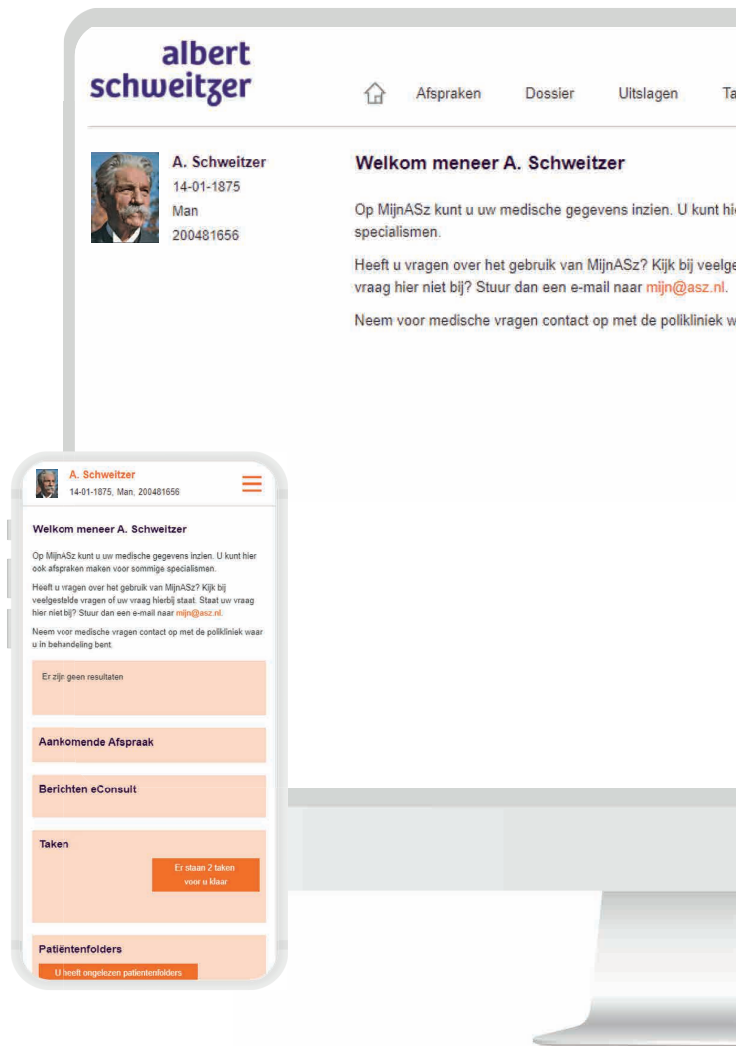 albert
schweitzer
Afspraken Dossier Uitslagen Ta
A. Schweitzer
14-01-1875
Man
200481656
Welkom meneer A. Schweitzer
Op MijnASz kunt u uw medische gegevens inzien. U kunt hie
specialismen.
Heeft u vragen over het gebruik van MijnASz? Kijk bij veelge
vraag hier niet bij? Stuur dan een e-mail naar mijn@asz.nl.
Neem voor medische vragen contact op met de polikliniek w
A. Schweitzer
14-01-1875, Man, 200481656
Welkom meneer A. Schweitzer
Op MijnASz kunt u uw medische gegevens inzien. U kunt hier
ook afspraken maken voor sommige specialismen.
Heeft u vragen over het gebruik van MijnASz? Kijk bij
veelgestelde vragen of uw vraag hierbij staat. Staat uw vraag
hier niet bij? Stuur dan een e-mail naar mijn@asz.nl.
Neem voor medische vragen contact op met de polikliniek waar
u in behandeling bent.
Er zijn geen resultaten
Aankomende Afspraak
Berichten eConsult
Taken
Er staan 2 taken
voor u klaar
Patiëntenfolders
U heeft ongelezen patientenfolders